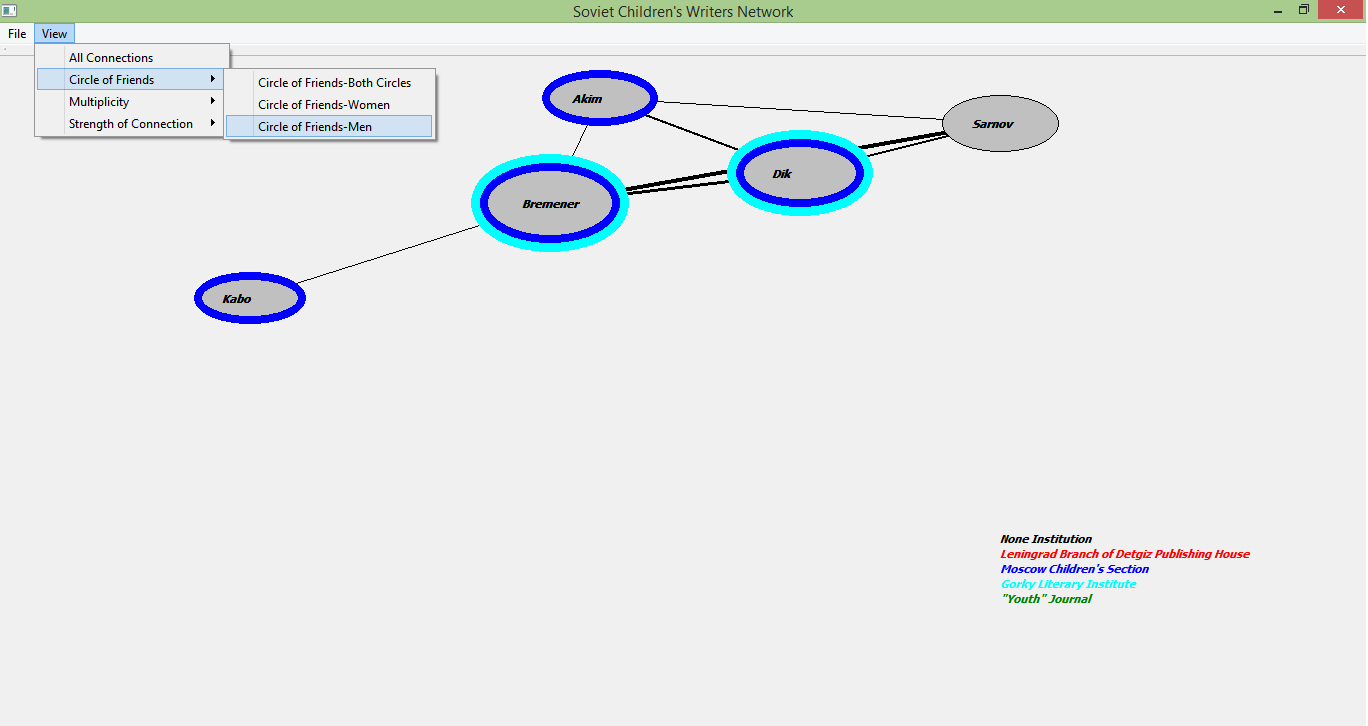 Soviet Children's Writers Network
File View
All Connections
Circle of Friends
Multiplicity
Strength of Connection
Circle of Friends-Both Circles
Circle of Friends-Women
Circle of Friends-Men
Akim
Sarnov
Dik
Bremener
Kabo
None Institution
Leningrad Branch of Detgiz Publishing House
Moscow Children's Section
Gorky Literary Institute
"Youth" Journal